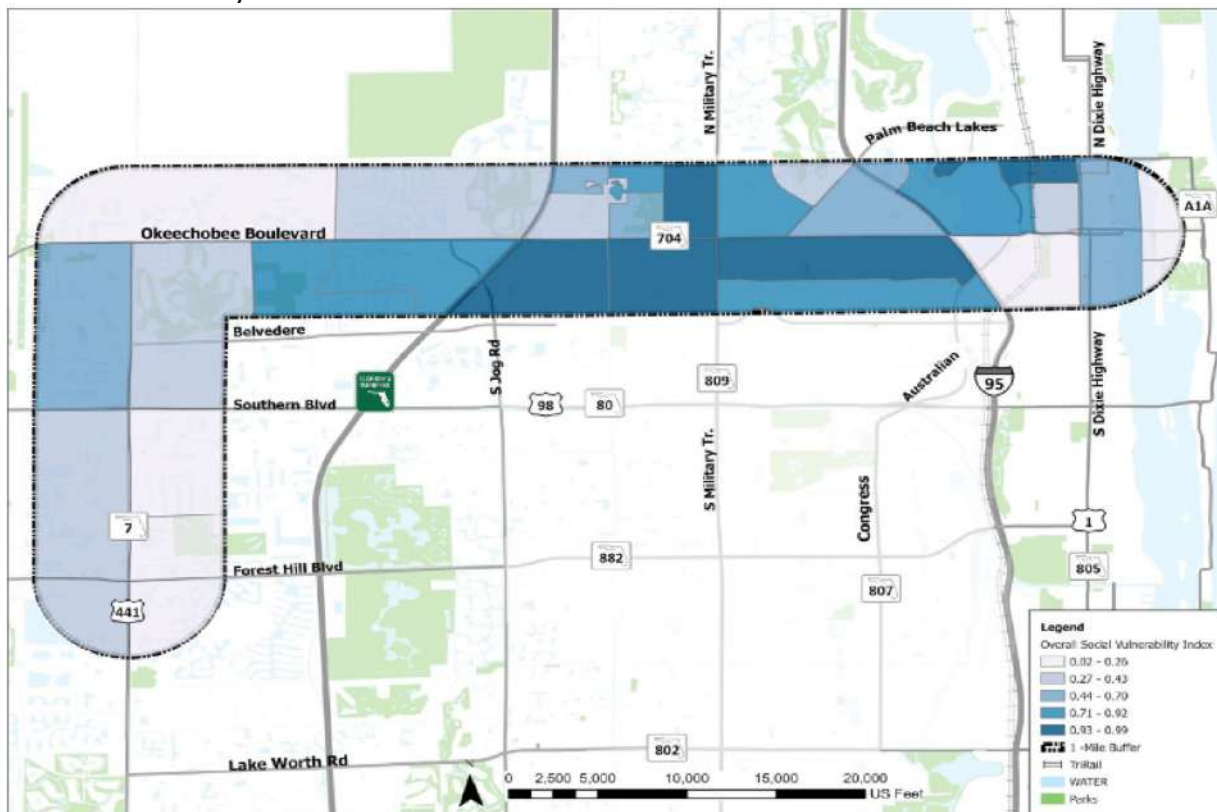 N Military Tr.
N Dixie Highway
Palm Beach Lakes
A1A
Okeechobee Boulevard
704
Belvedere
S Jog Rd
809
Australian
95
S Dixie Highway
Southern Blvd
98
80
S Military Tr.
Congress
7
1
Forest Hill Blvd
882
805
807
441
Legend
Overall Social Vulnerability Index
0.02 - 0.26
0.27 - 0.43
0.44 - 0.70
0.71 - 0.92
0.93 - 0.99
1 -Mile Buffer
TriRail
WATER
Parks
Lake Worth Rd
802
0 2,500 5,000 10,000 15,000 20,000
US Feet